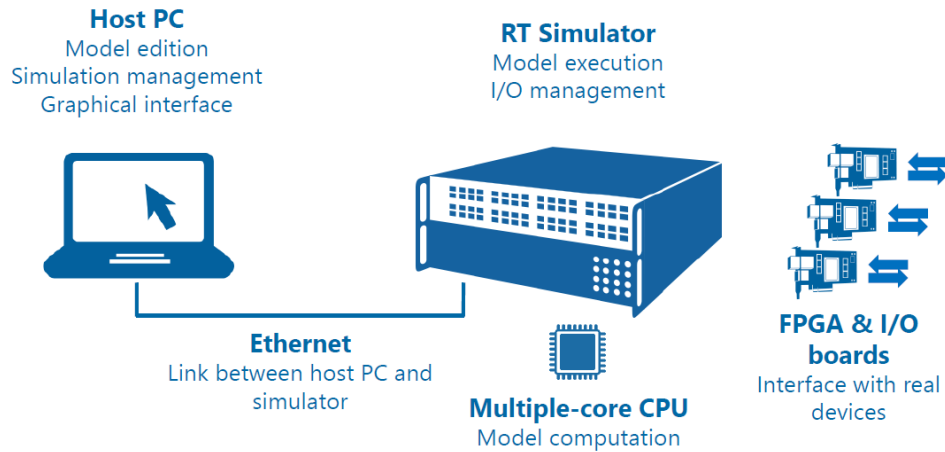 Host PC
Model edition
Simulation management
Graphical interface
RT Simulator
Model execution
I/O management
Ethernet
Link between host PC and
simulator
Multiple-core CPU
Model computation
FPGA & I/O
boards
Interface with real
devices